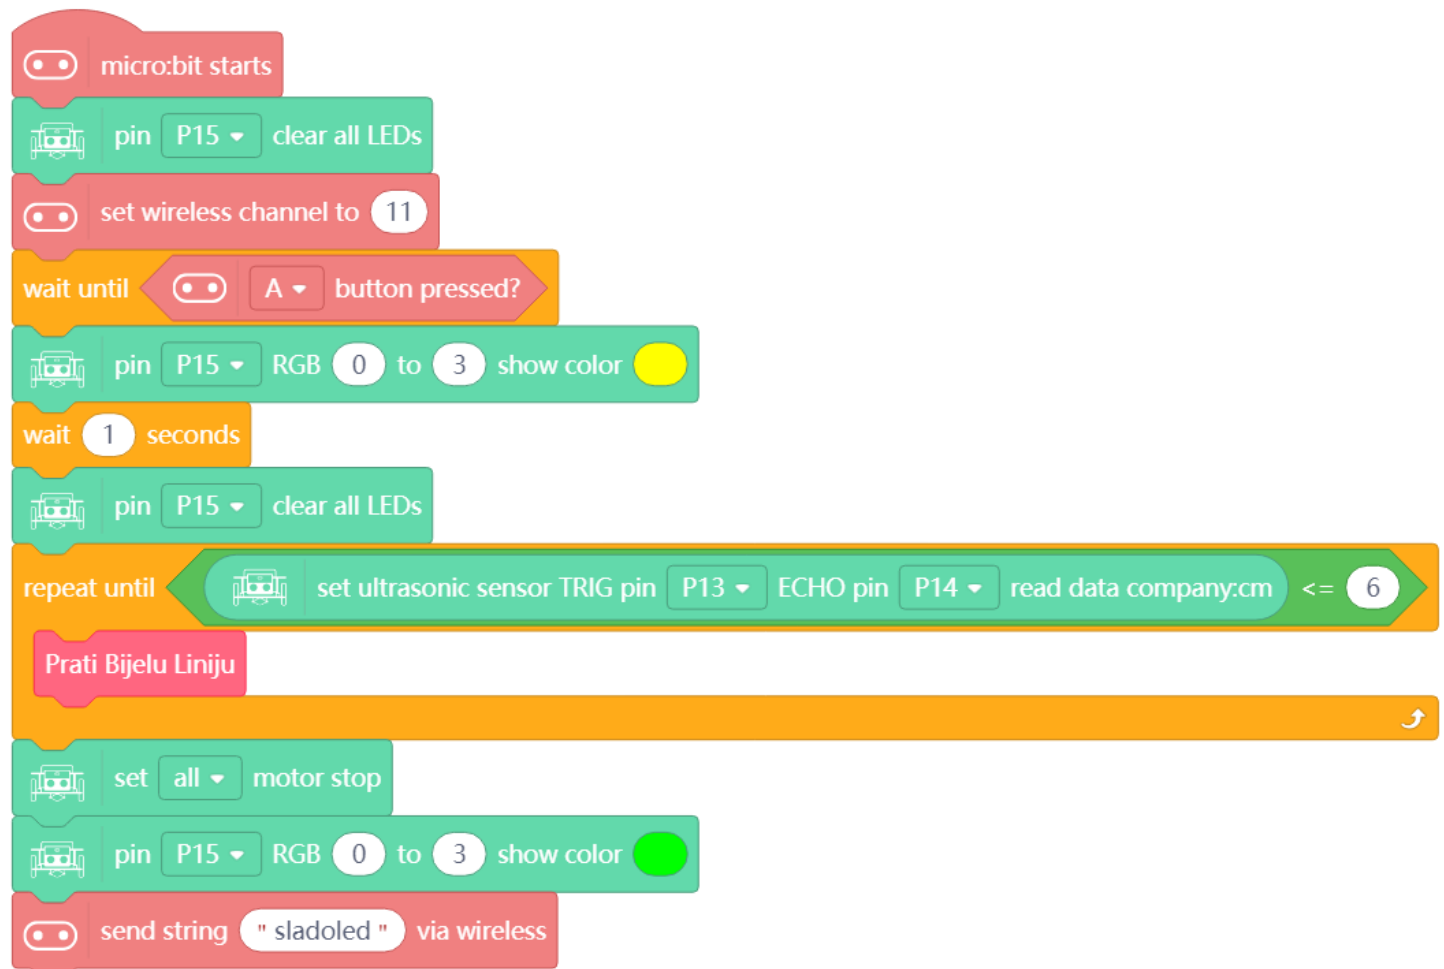 micro:bit starts
pin P15 clear all LEDs
set wireless channel to 11
wait until A button pressed?
pin P15 RGB 0 to 3 show color
wait 1 seconds
pin P15 clear all LEDs
repeat until set ultrasonic sensor TRIG pin P13 ECHO pin P14 read data company:cm <= 6
Prati Bijelu Liniju
set all motor stop
pin P15 RGB 0 to 3 show color
send string " sladoled " via wireless